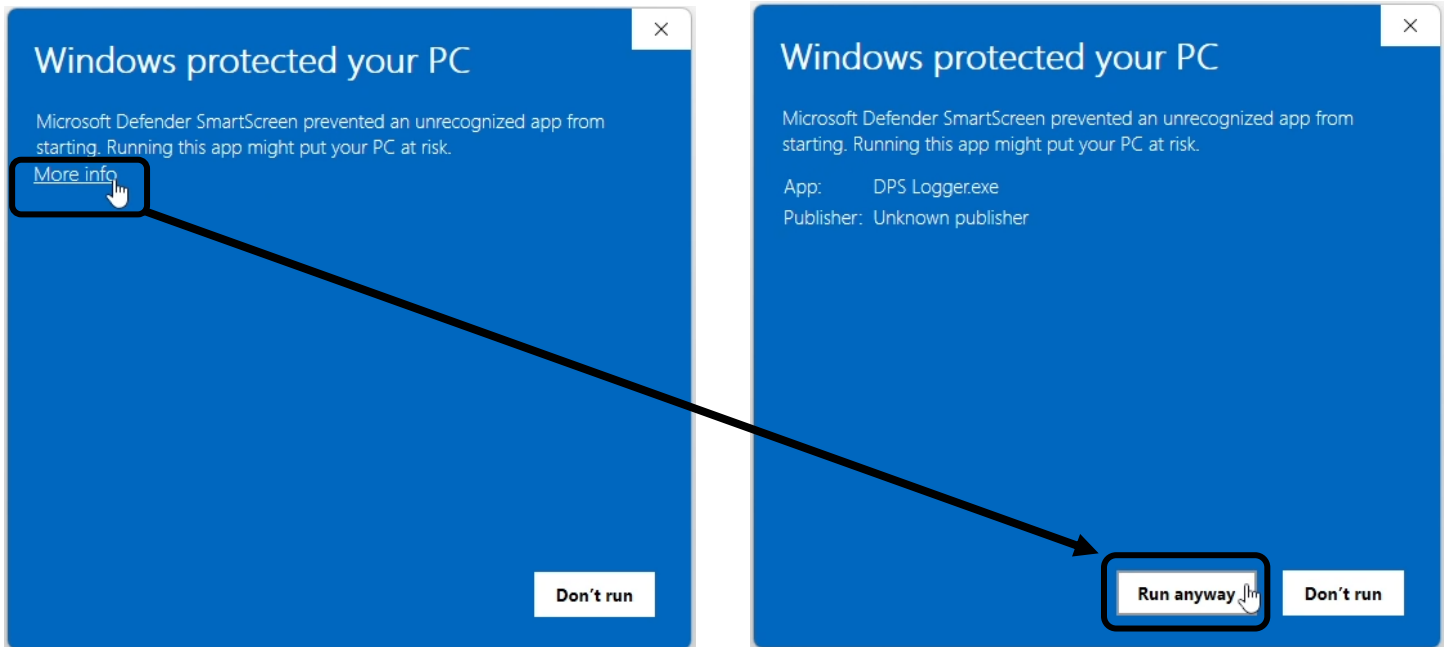 Windows protected your PC
Microsoft Defender SmartScreen prevented an unrecognized app from
starting. Running this app might put your PC at risk.
More info
Don't run
Windows protected your PC
Microsoft Defender SmartScreen prevented an unrecognized app from
starting. Running this app might put your PC at risk.
App: DPS Logger.exe
Publisher: Unknown publisher
Run anyway Don't run